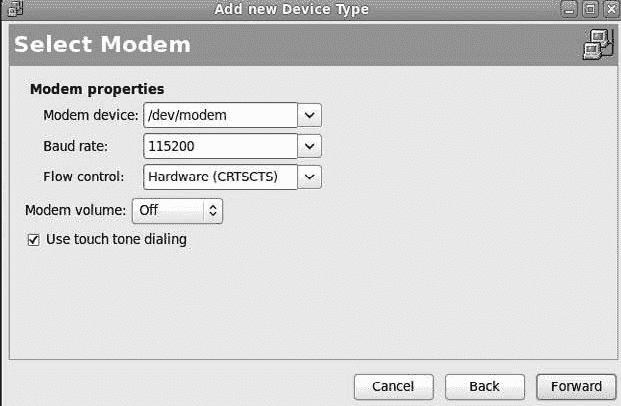 Add new Device Type
Select Modem
Modem properties
Modem device: /dev/modem
Baud rate: 115200
Flow control: Hardware (CRTSCTS)
Modem volume: Off
Use touch tone dialing
Cancel Back Forward